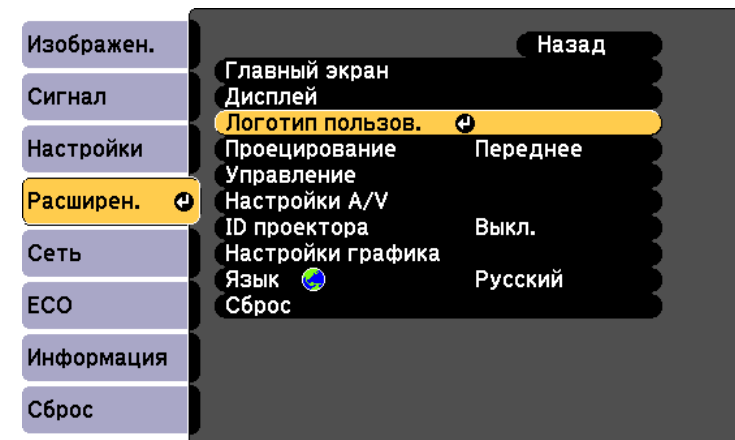 Изображен.
Сигнал
Настройки
Расширен.
Сеть
ECO
Информация
Сброс
Назад
Главный экран
Дисплей
Логотип пользов.
Проецирование Переднее
Управление
Настройки A/V
ID проектора Выкл.
Настройки графика
Язык Русский
Сброс